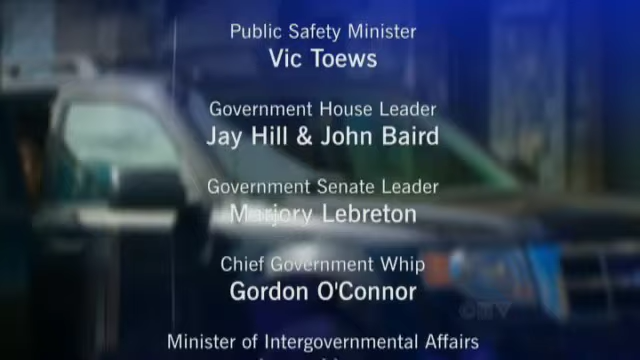 Public Safety Minister
Vic Toews
Government House Leader
Jay Hill & John Baird
Government Senate Leader
Marjory Lebreton
Chief Government Whip
Gordon O'Connor
Minister of Intergovernmental Affairs
CTV